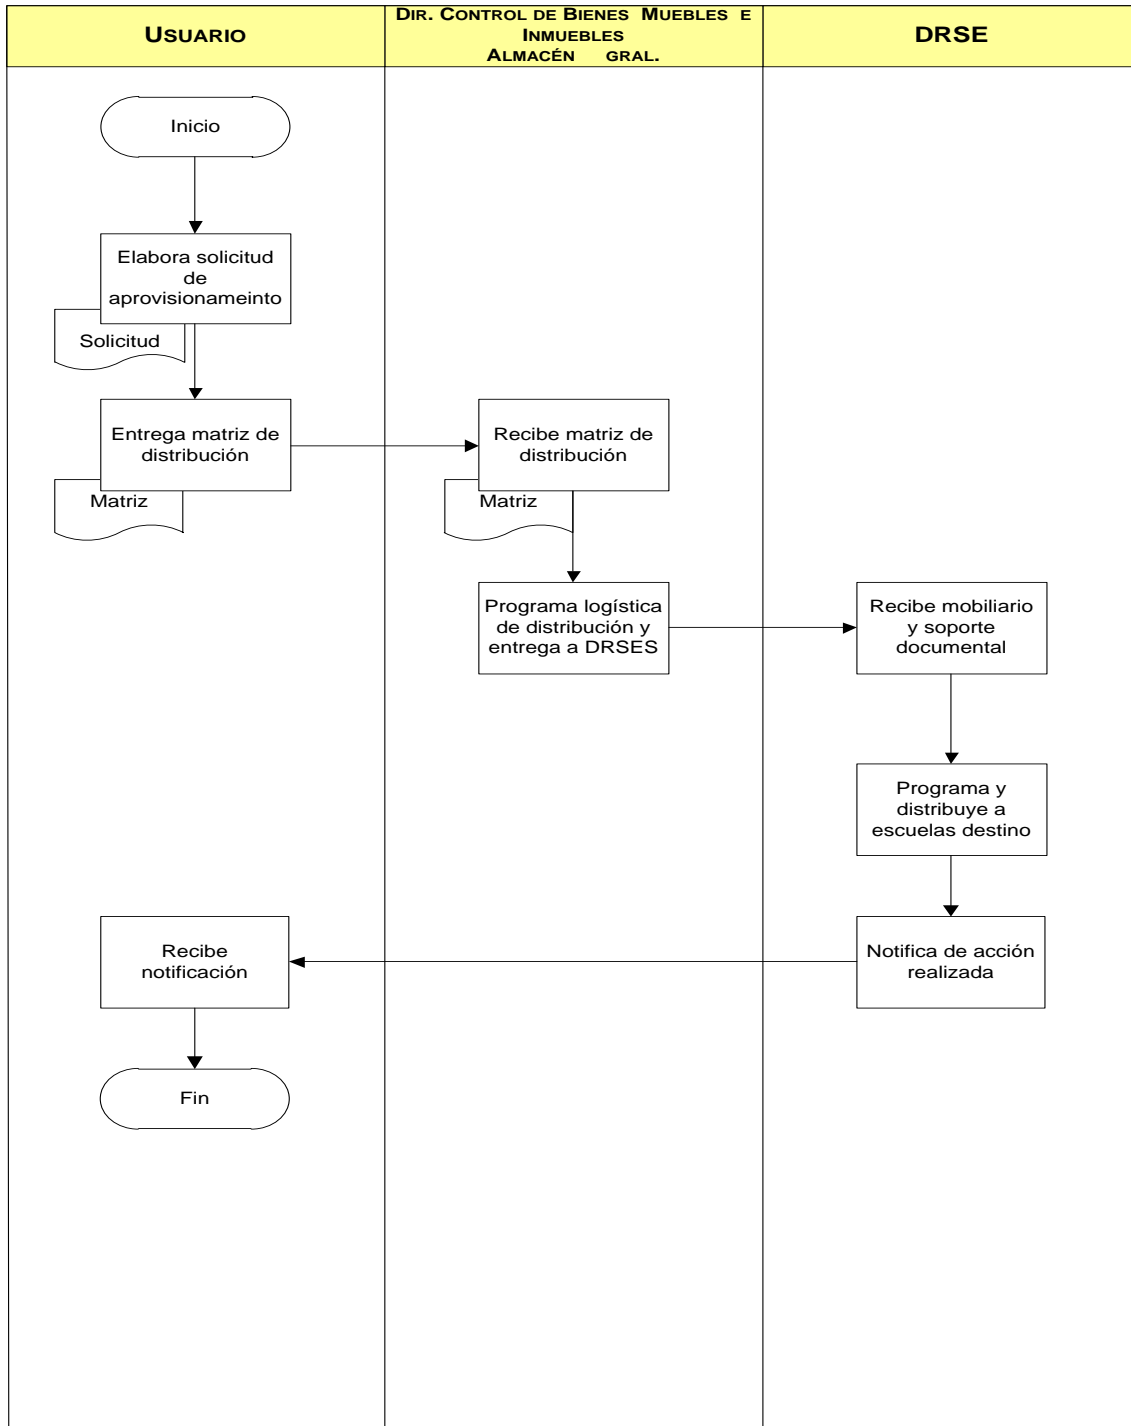 USUARIO
DIR. CONTROL DE BIENES MUEBLES E
INMUEBLES
ALMACÉN GRAL.
DRSE
Inicio
Elabora solicitud
de
aprovisionameinto
Solicitud
Entrega matriz de
distribución
Matriz
Recibe matriz de
distribución
Matriz
Programa logística
de distribución y
entrega a DRSES
Recibe mobiliario
y soporte
documental
Programa y
distribuye a
escuelas destino
Notifica de acción
realizada
Recibe
notificación
Fin